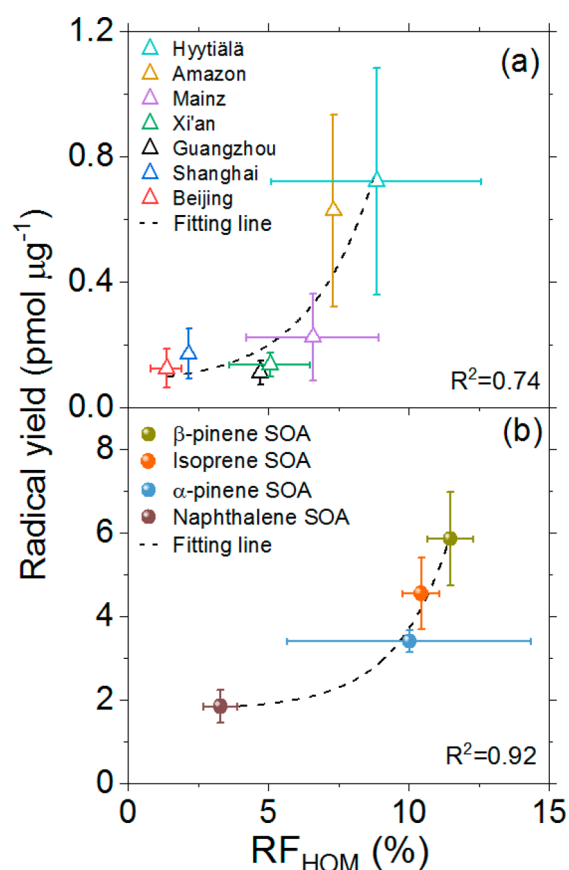 1.2
0.8
0.4
0.0
(a)
Hyytiälä
Amazon
Mainz
Xi'an
Guangzhou
Shanghai
Beijing
Fitting line
R²=0.74
Radical yield (pmol μg⁻¹)
8
6
4
2
0
(b)
β-pinene SOA
Isoprene SOA
α-pinene SOA
Naphthalene SOA
Fitting line
R²=0.92
0 5 10 15
RF_HOM (%)